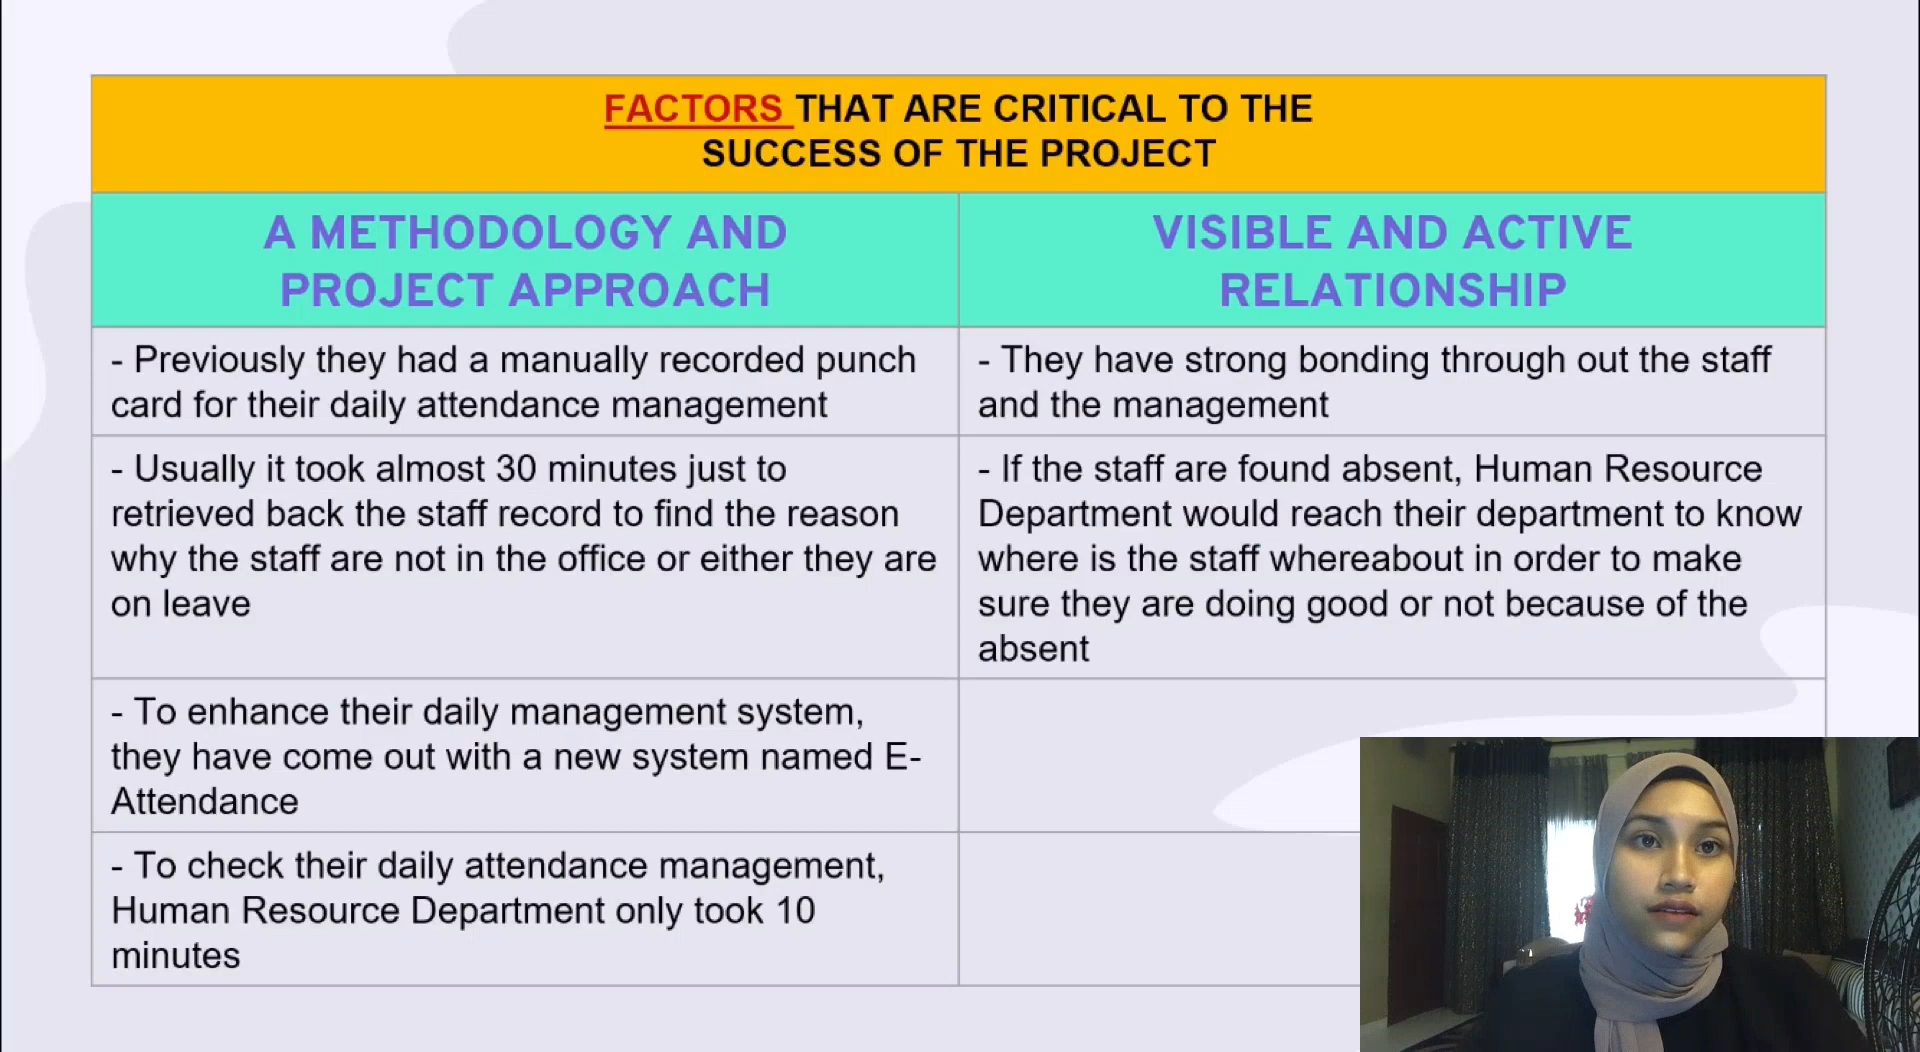 FACTORS THAT ARE CRITICAL TO THE
SUCCESS OF THE PROJECT
A METHODOLOGY AND
PROJECT APPROACH
VISIBLE AND ACTIVE
RELATIONSHIP
- Previously they had a manually recorded punch
card for their daily attendance management
- They have strong bonding through out the staff
and the management
- Usually it took almost 30 minutes just to
retrieved back the staff record to find the reason
why the staff are not in the office or either they are
on leave
- If the staff are found absent, Human Resource
Department would reach their department to know
where is the staff whereabout in order to make
sure they are doing good or not because of the
absent
- To enhance their daily management system,
they have come out with a new system named E-
Attendance
- To check their daily attendance management,
Human Resource Department only took 10
minutes